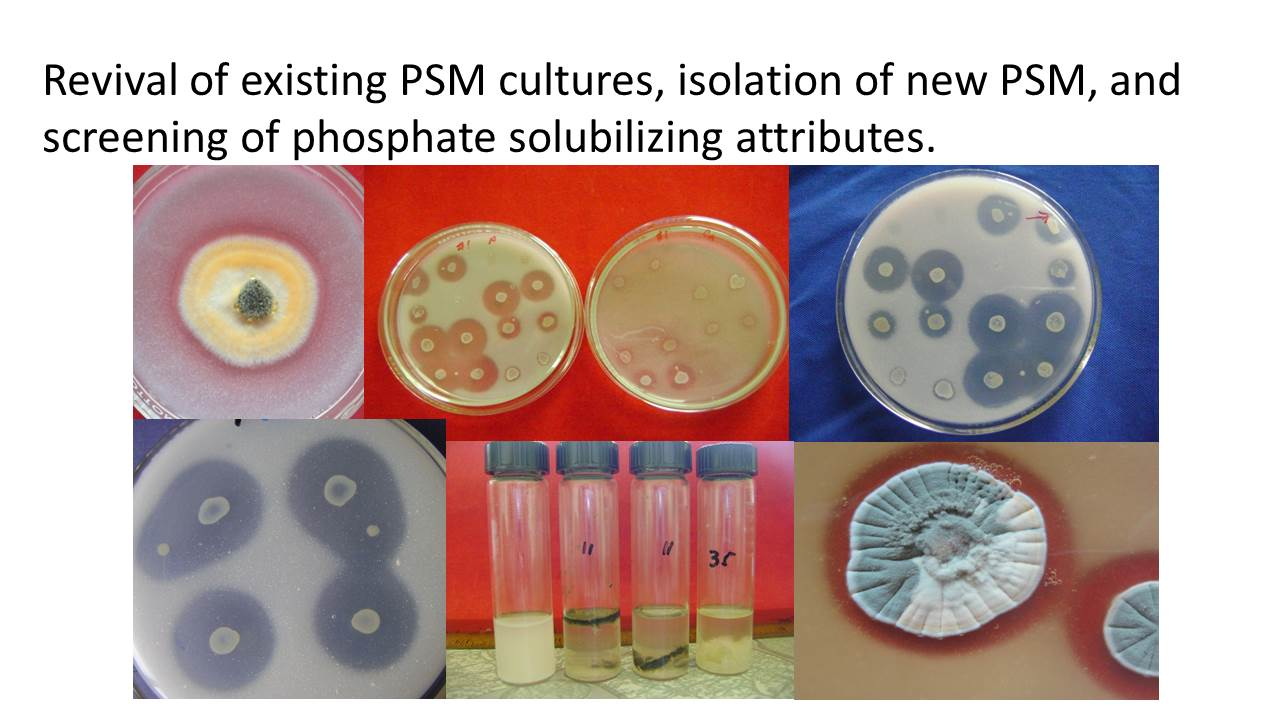 Revival of existing PSM cultures, isolation of new PSM, and
screening of phosphate solubilizing attributes.
11
11
35